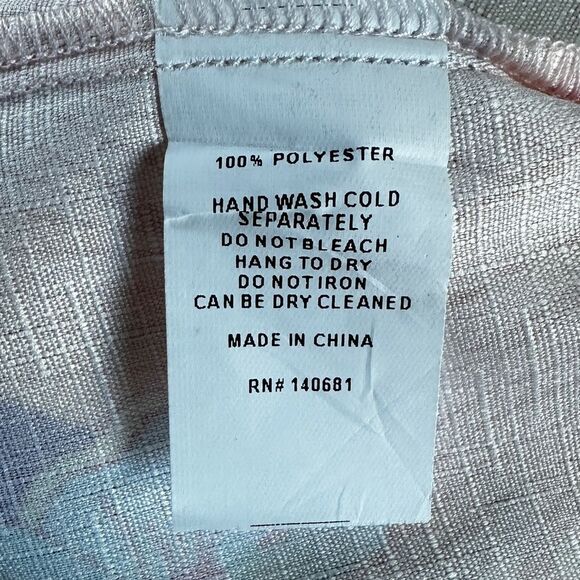 100% POLYESTER
HAND WASH COLD
SEPARATELY
DO NOT BLEACH
HANG TO DRY
DO NOT IRON
CAN BE DRY CLEANED
MADE IN CHINA
RN# 140681